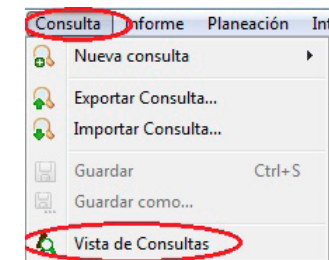 Consulta Informe Planeación
Nueva consulta
Exportar Consulta...
Importar Consulta...
Guardar Ctrl+S
Guardar como...
Vista de Consultas